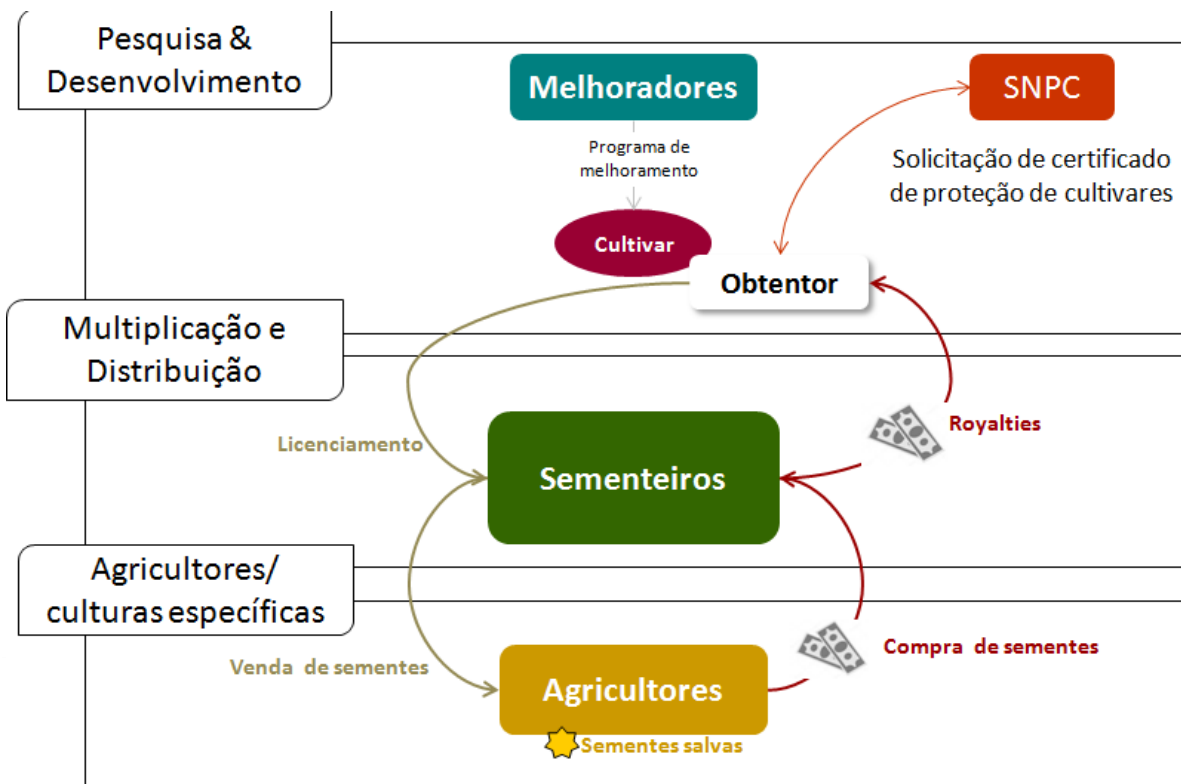 Pesquisa &
Desenvolvimento
Melhoradores
SNPC
Programa de
melhoramento
Solicitação de certificado
de proteção de cultivares
Cultivar
Obtentor
Multiplicação e
Distribuição
Licenciamento
Royalties
Sementeiros
Agricultores/
culturas específicas
Venda de sementes
Compra de sementes
Agricultores
Sementes salvas